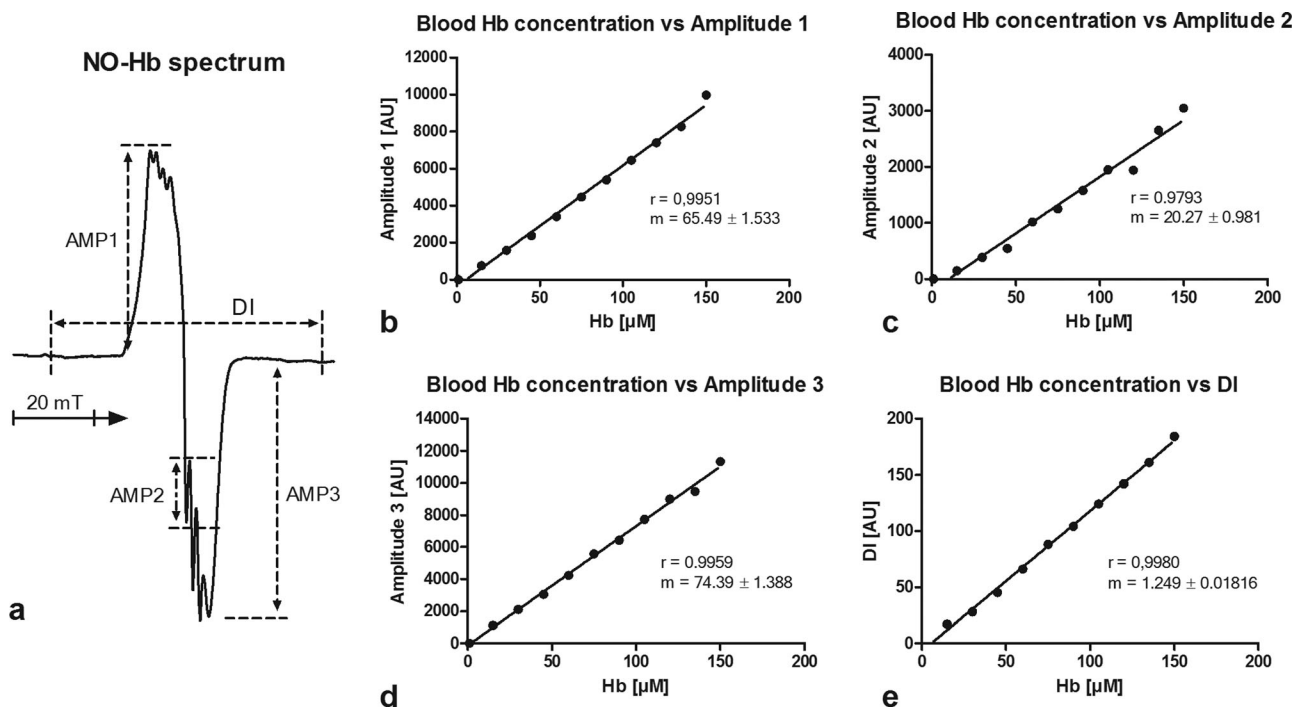 NO-Hb spectrum
AMP1
DI
20 mT
AMP2
AMP3
a
Blood Hb concentration vs Amplitude 1
Amplitude 1 [AU]
12000
10000
8000
6000
4000
2000
0
r = 0,9951
m = 65.49 ± 1.533
0 50 100 150 200
Hb [µM]
b
Blood Hb concentration vs Amplitude 2
Amplitude 2 [AU]
4000
3000
2000
1000
0
r = 0.9793
m = 20.27 ± 0.981
0 50 100 150 200
Hb [µM]
c
Blood Hb concentration vs Amplitude 3
Amplitude 3 [AU]
14000
12000
10000
8000
6000
4000
2000
0
r = 0.9959
m = 74.39 ± 1.388
0 50 100 150 200
Hb [µM]
d
Blood Hb concentration vs DI
DI [AU]
200
150
100
50
0
r = 0,9980
m = 1.249 ± 0.01816
0 50 100 150 200
Hb [µM]
e